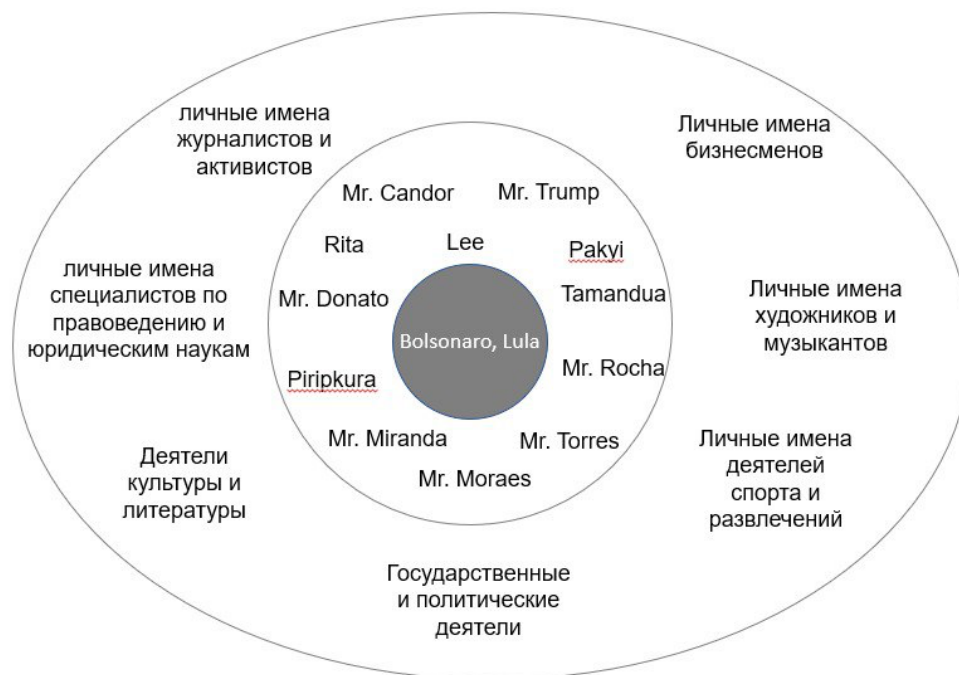 личные имена
журналистов и
активистов
Личные имена
бизнесменов
Mr. Candor
Mr. Trump
Rita
Lee
Pakyi
личные имена
специалистов по
правоведению и
юридическим наукам
Mr. Donato
Tamandua
Личные имена
художников и
музыкантов
Bolsonaro, Lula
Mr. Rocha
Piripkura
Mr. Miranda
Mr. Torres
Mr. Moraes
Деятели
культуры и
литературы
Личные имена
деятелей
спорта и
развлечений
Государственные
и политические
деятели